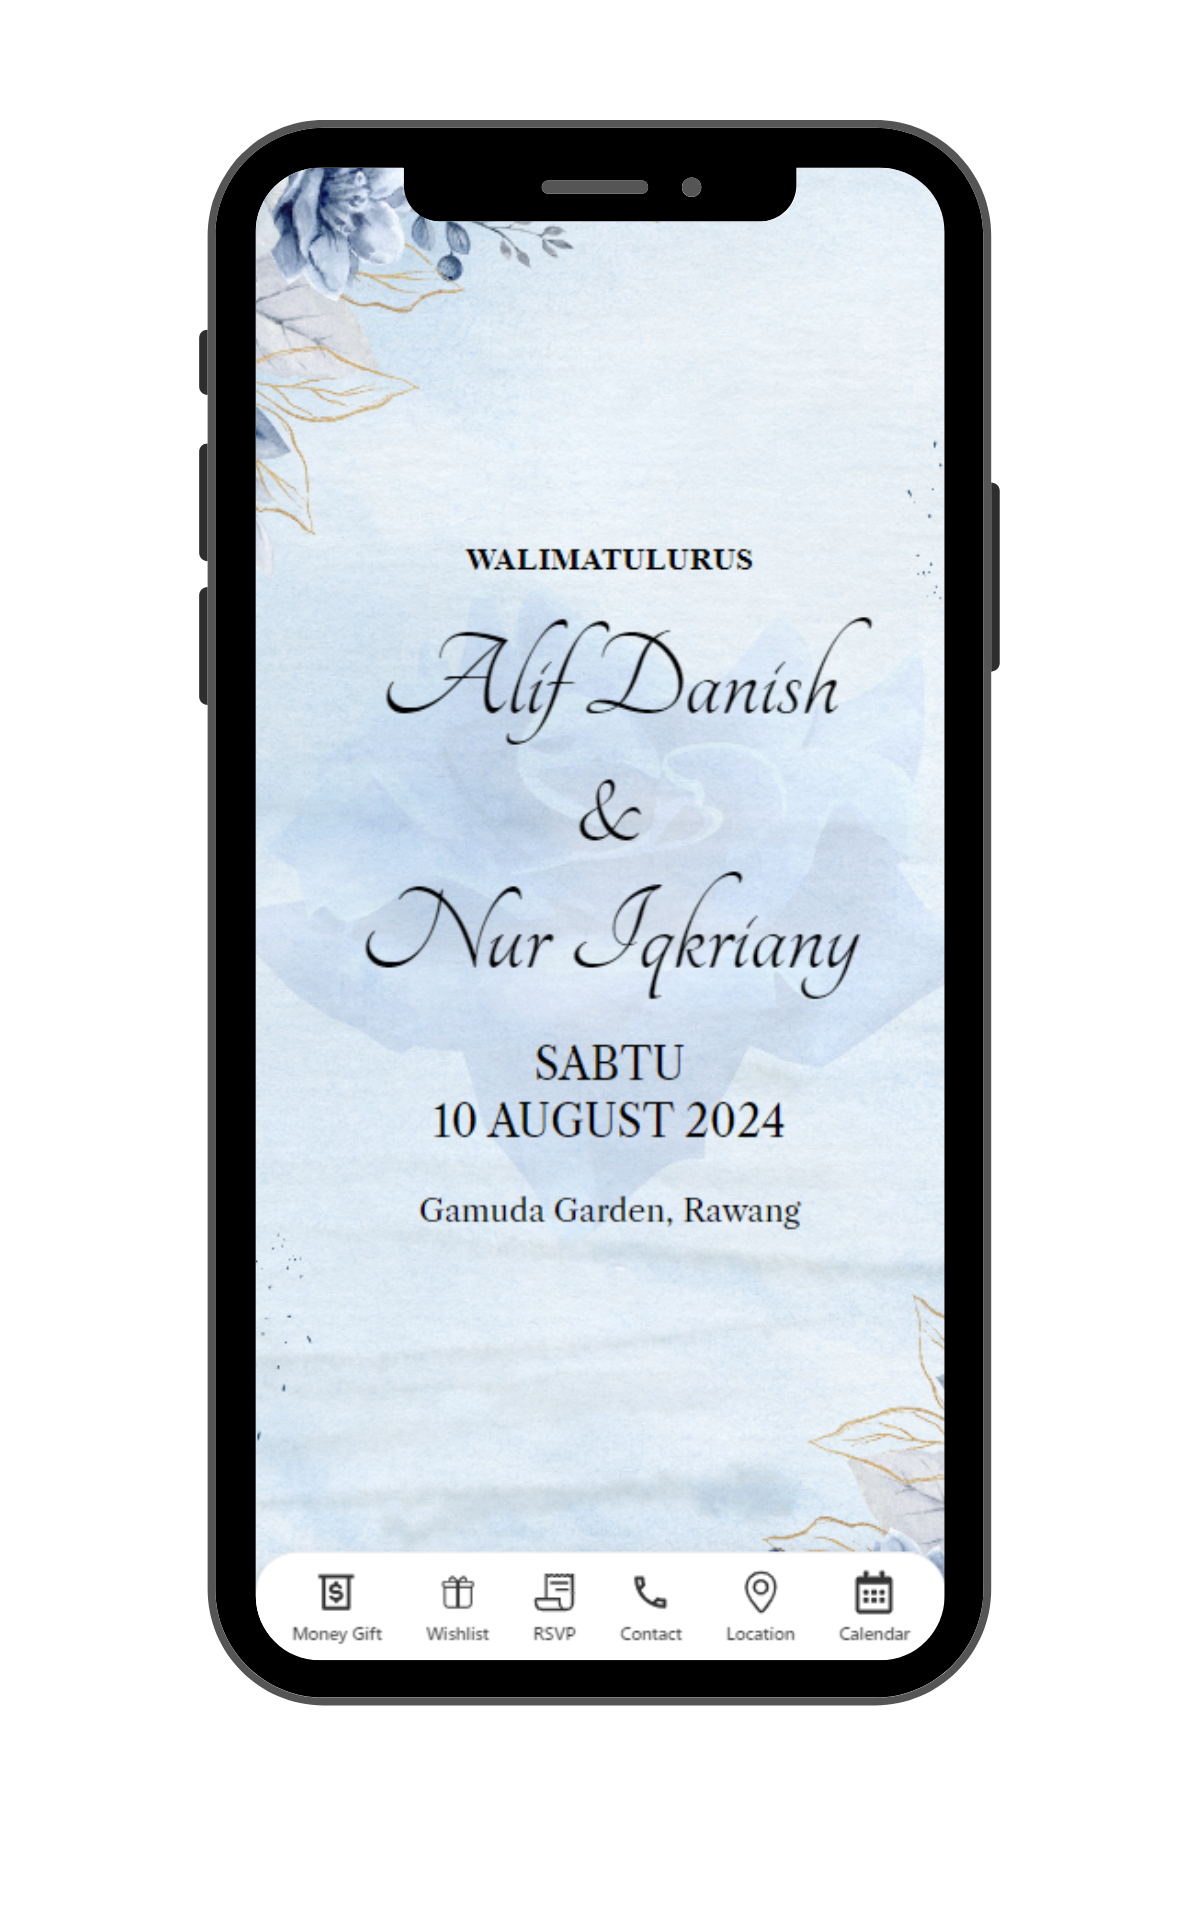 WALIMATULURUS
Alif Danish
&
Nur Iqkriany
SABTU
10 AUGUST 2024
Gamuda Garden, Rawang
Money Gift Wishlist RSVP Contact Location Calendar